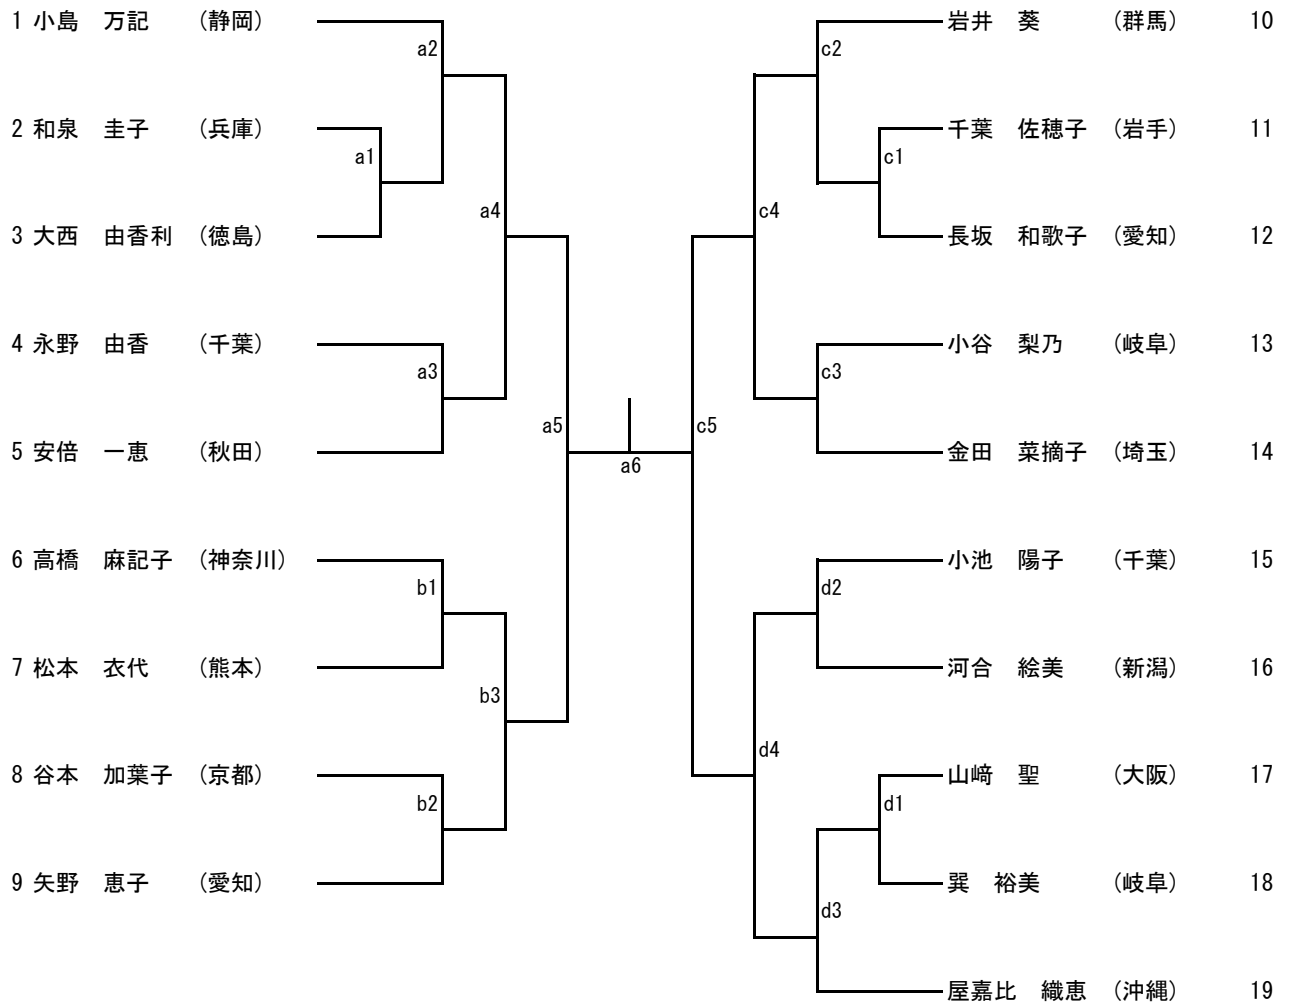 1 小島　万記　（静岡）
a2
2 和泉　圭子　（兵庫）
a1
3 大西　由香利　（徳島）
a4
4 永野　由香　（千葉）
a3
5 安倍　一恵　（秋田）
a5
6 高橋　麻記子　（神奈川）
b1
7 松本　衣代　（熊本）
b3
8 谷本　加葉子　（京都）
b2
9 矢野　恵子　（愛知）
a6
岩井　葵　（群馬）　10
c2
千葉　佐穂子　（岩手）　11
c1
長坂　和歌子　（愛知）　12
c4
小谷　梨乃　（岐阜）　13
c3
金田　菜摘子　（埼玉）　14
c5
小池　陽子　（千葉）　15
d2
河合　絵美　（新潟）　16
d4
山﨑　聖　（大阪）　17
d1
巽　裕美　（岐阜）　18
d3
屋嘉比　織恵　（沖縄）　19